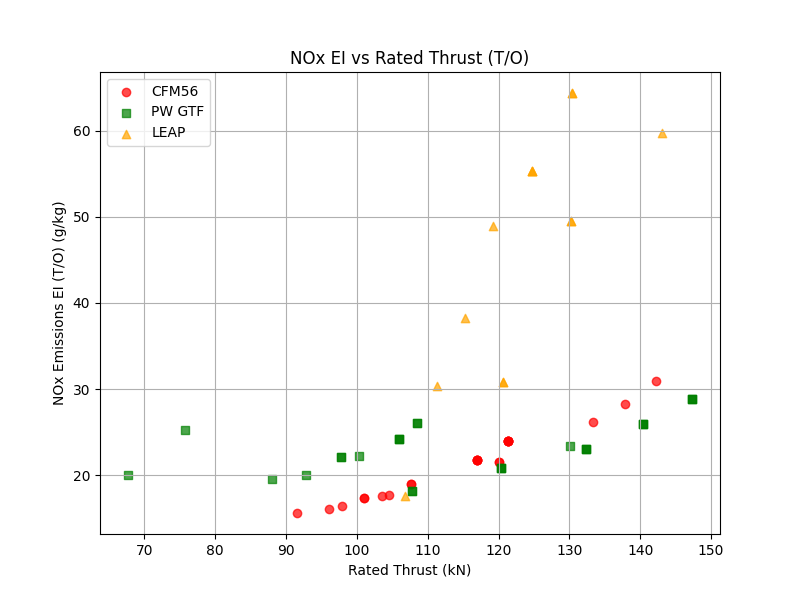 NOx EI vs Rated Thrust (T/O)
CFM56
PW GTF
LEAP
60
50
40
30
20
NOx Emissions EI (T/O) (g/kg)
70 80 90 100 110 120 130 140 150
Rated Thrust (kN)